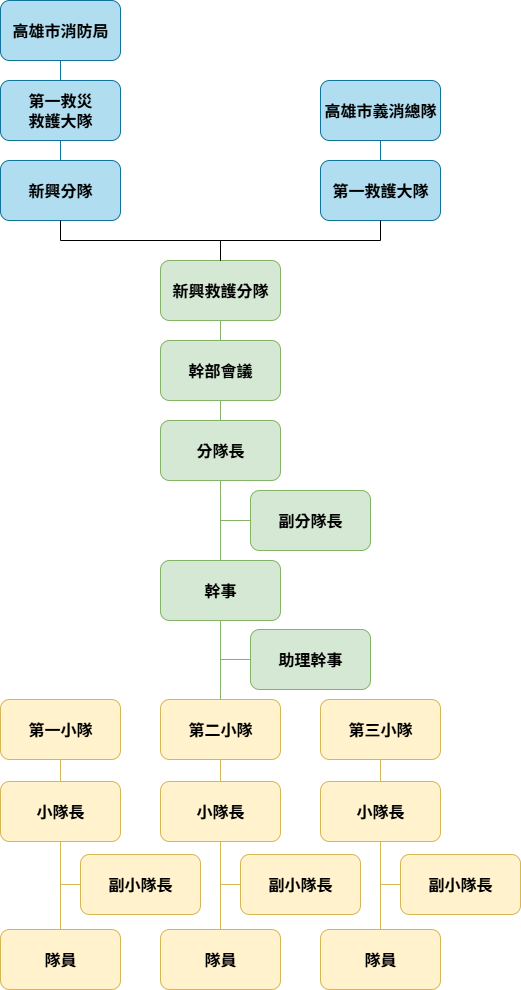 高雄市消防局
第一救災
救護大隊
高雄市義消總隊
新興分隊
第一救護大隊
新興救護分隊
幹部會議
分隊長
副分隊長
幹事
助理幹事
第一小隊
第二小隊
第三小隊
小隊長
小隊長
小隊長
副小隊長
副小隊長
副小隊長
隊員
隊員
隊員